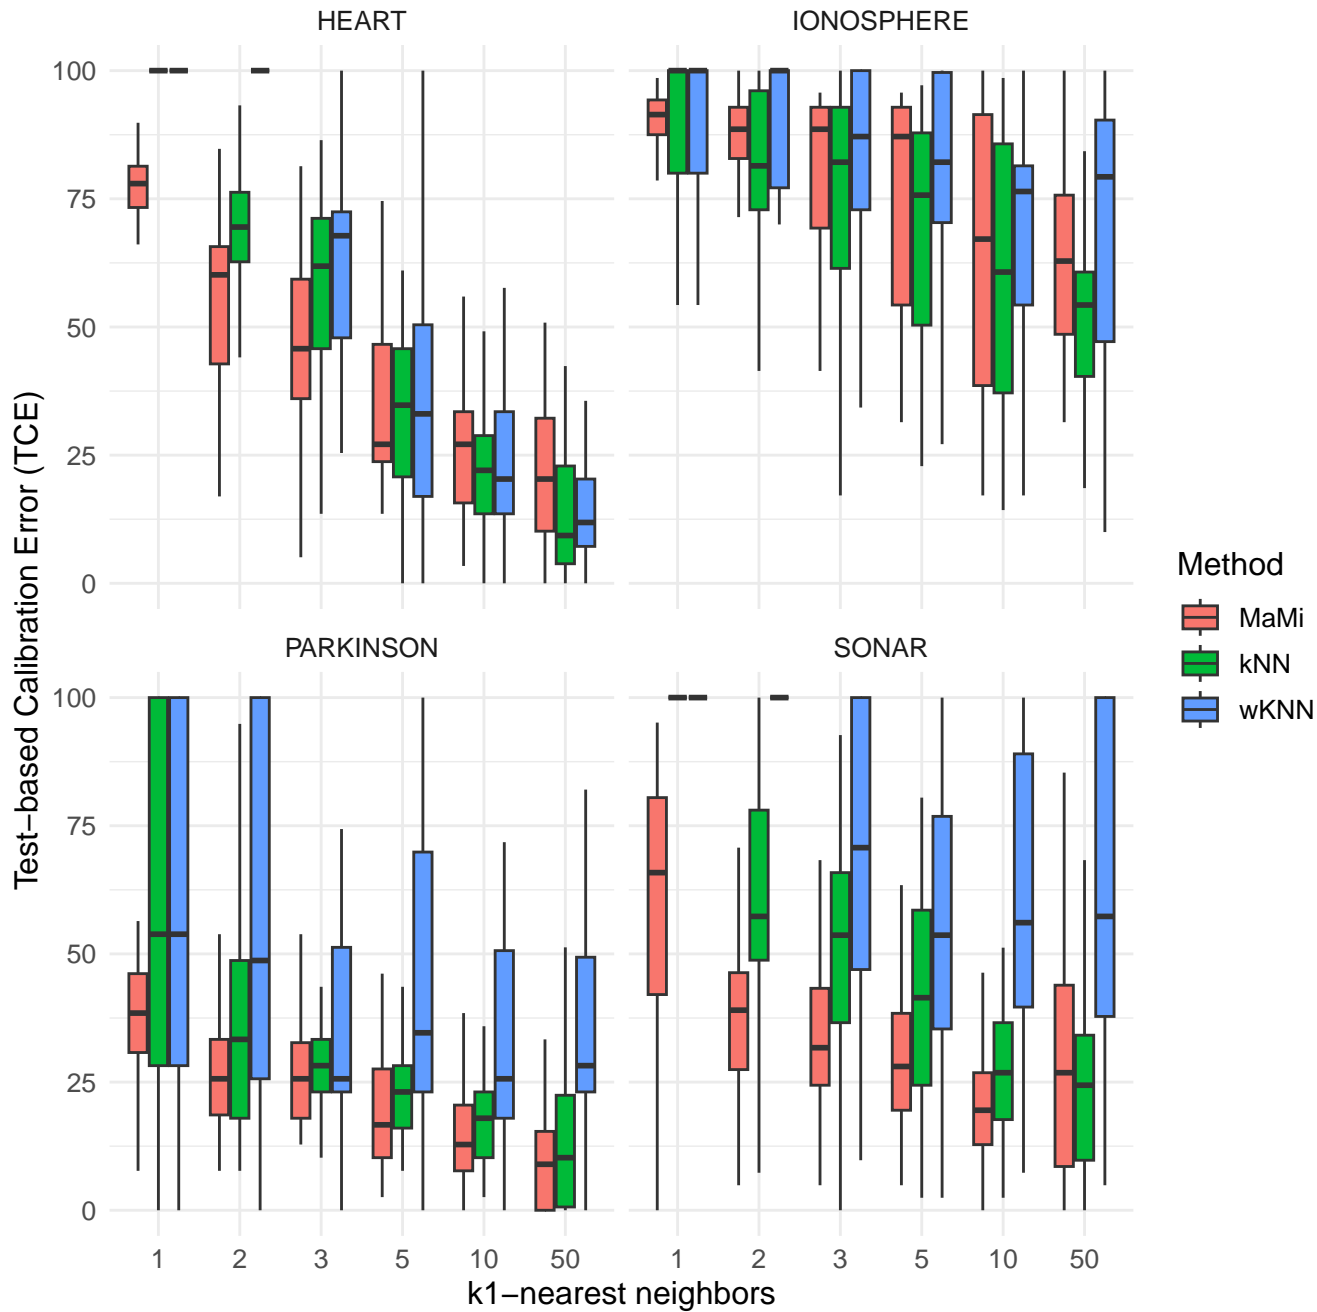 HEART
IONOSPHERE
100
75
50
25
0
PARKINSON
SONAR
100
75
50
25
0
1 2 3 5 10 50
1 2 3 5 10 50
k1−nearest neighbors
Test−based Calibration Error (TCE)
Method
MaMi
kNN
wKNN